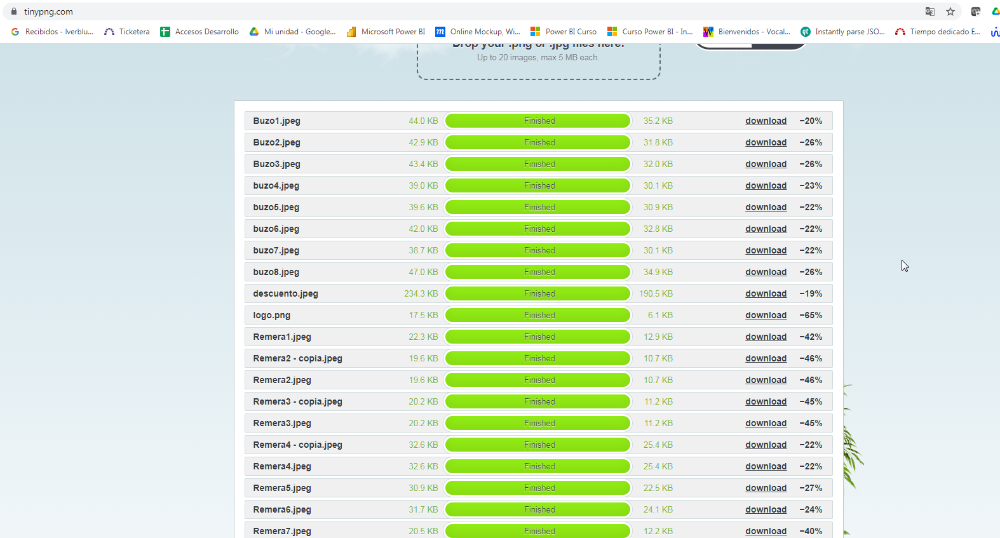 tinypng.com
Recibidos - Iverblu... Ticketera Accesos Desarrollo Mi unidad - Google... Microsoft Power BI Online Mockup, Wi... Power BI Curso Curso Power BI - In... Bienvenidos - Vocal... Instantly parse JSO... Tiempo dedicado E...
Drop your .png or .jpg files here!
Up to 20 images, max 5 MB each.
Buzo1.jpeg 44.0 KB Finished 35.2 KB download −20%
Buzo2.jpeg 42.9 KB Finished 31.8 KB download −26%
Buzo3.jpeg 43.4 KB Finished 32.0 KB download −26%
buzo4.jpeg 39.0 KB Finished 30.1 KB download −23%
buzo5.jpeg 39.6 KB Finished 30.9 KB download −22%
buzo6.jpeg 42.0 KB Finished 32.8 KB download −22%
buzo7.jpeg 38.7 KB Finished 30.1 KB download −22%
buzo8.jpeg 47.0 KB Finished 34.9 KB download −26%
descuento.jpeg 234.3 KB Finished 190.5 KB download −19%
logo.png 17.5 KB Finished 6.1 KB download −65%
Remera1.jpeg 22.3 KB Finished 12.9 KB download −42%
Remera2 - copia.jpeg 19.6 KB Finished 10.7 KB download −46%
Remera2.jpeg 19.6 KB Finished 10.7 KB download −46%
Remera3 - copia.jpeg 20.2 KB Finished 11.2 KB download −45%
Remera3.jpeg 20.2 KB Finished 11.2 KB download −45%
Remera4 - copia.jpeg 32.6 KB Finished 25.4 KB download −22%
Remera4.jpeg 32.6 KB Finished 25.4 KB download −22%
Remera5.jpeg 30.9 KB Finished 22.5 KB download −27%
Remera6.jpeg 31.7 KB Finished 24.1 KB download −24%
Remera7.jpeg 20.5 KB Finished 12.2 KB download −40%